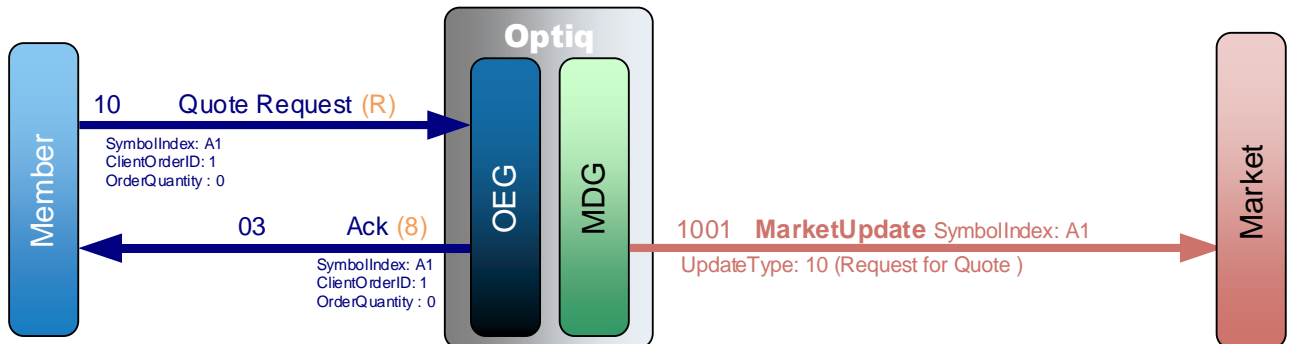 Optiq
Member
10 Quote Request (R)
SymbolIndex: A1
ClientOrderID: 1
OrderQuantity : 0
03 Ack (8)
SymbolIndex: A1
ClientOrderID: 1
OrderQuantity : 0
OEG
MDG
1001 MarketUpdate SymbolIndex: A1
UpdateType: 10 (Request for Quote )
Market